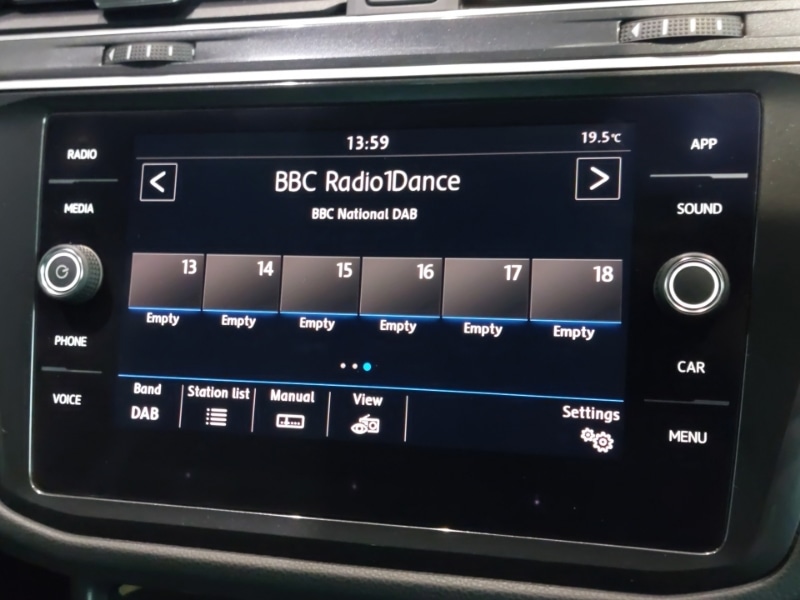 13:59
19.5°C
RADIO
MEDIA
PHONE
VOICE
<
BBC Radio1Dance
>
BBC National DAB
13 14 15 16 17 18
Empty Empty Empty Empty Empty Empty
Band Station list Manual View Settings
DAB
APP
SOUND
CAR
MENU